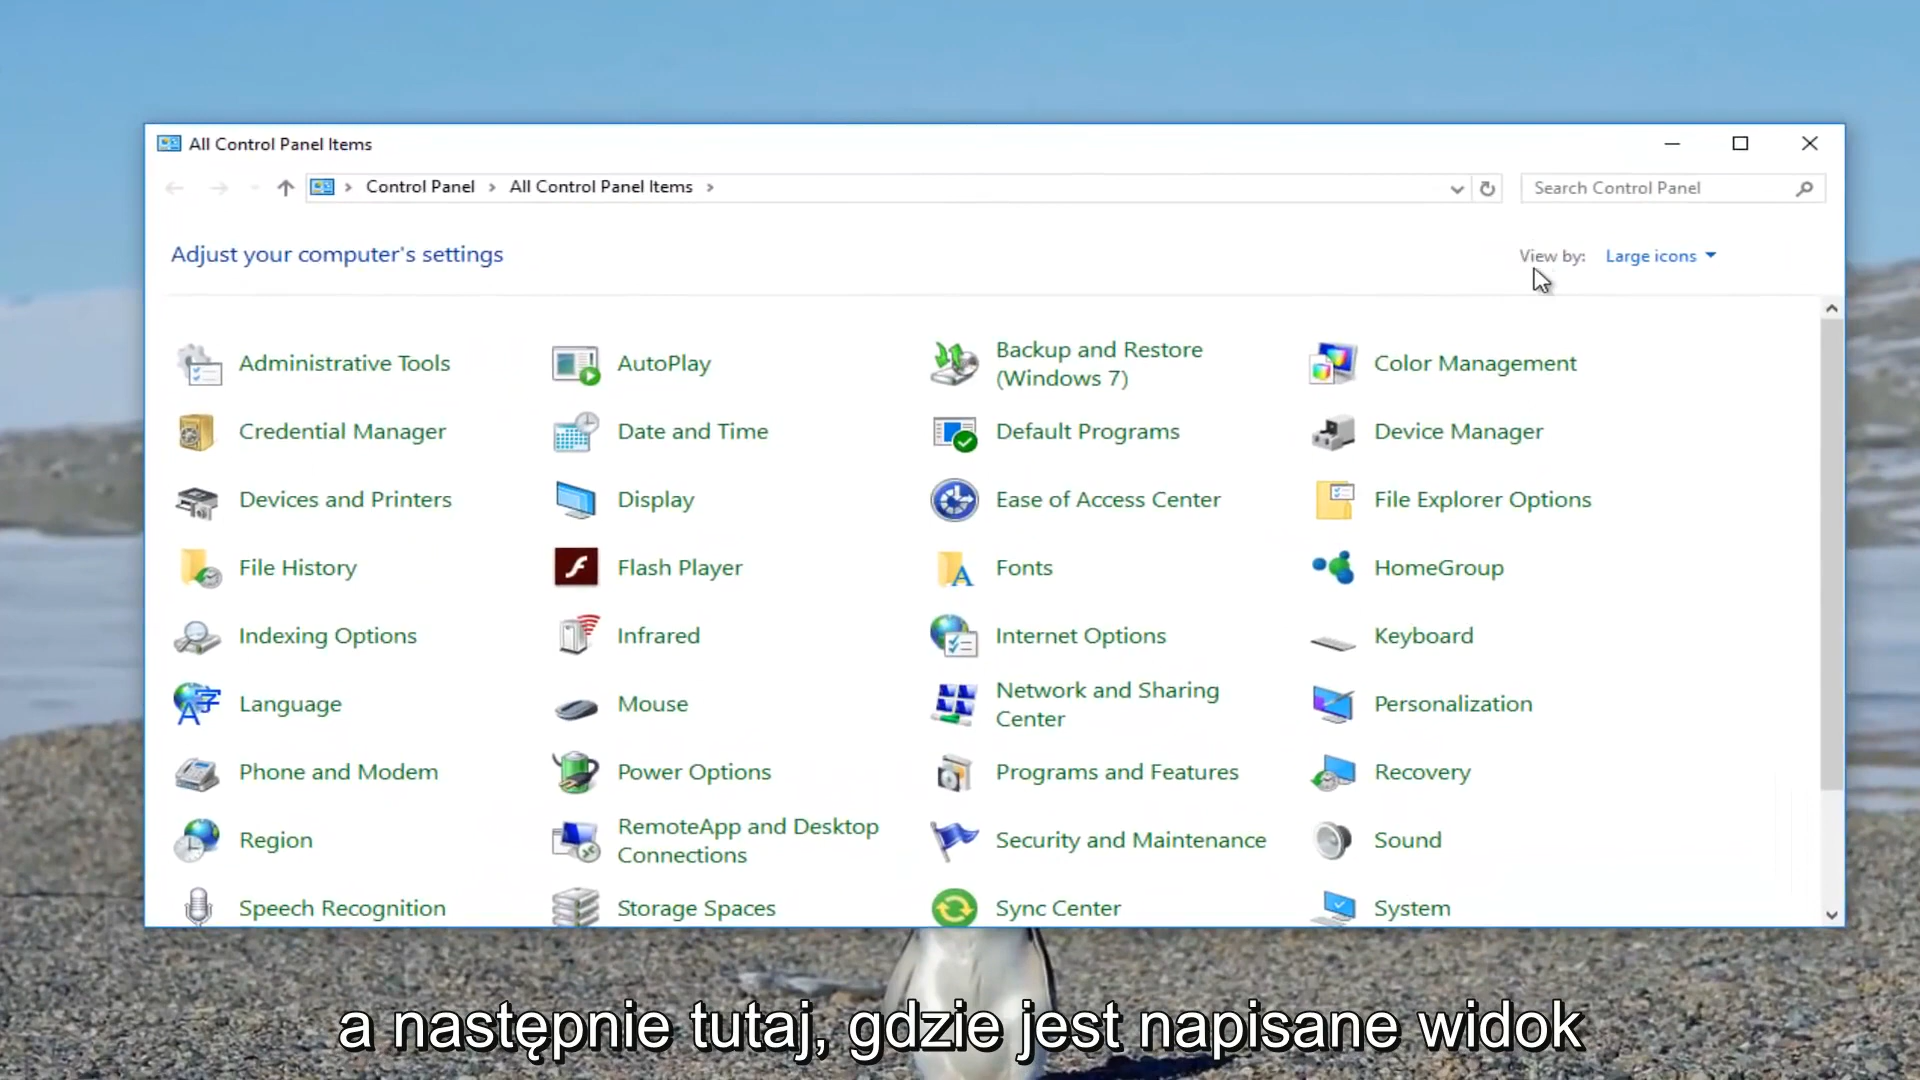 All Control Panel Items
Control Panel
All Control Panel Items
Search Control Panel
Adjust your computer's settings
View by:
Large icons
Administrative Tools
AutoPlay
Backup and Restore
(Windows 7)
Color Management
Credential Manager
Date and Time
Default Programs
Device Manager
Devices and Printers
Display
Ease of Access Center
File Explorer Options
File History
Flash Player
Fonts
HomeGroup
Indexing Options
Infrared
Internet Options
Keyboard
Language
Mouse
Network and Sharing
Center
Personalization
Phone and Modem
Power Options
Programs and Features
Recovery
Region
RemoteApp and Desktop
Connections
Security and Maintenance
Sound
Speech Recognition
Storage Spaces
Sync Center
System
a następnie tutaj, gdzie jest napisane widok